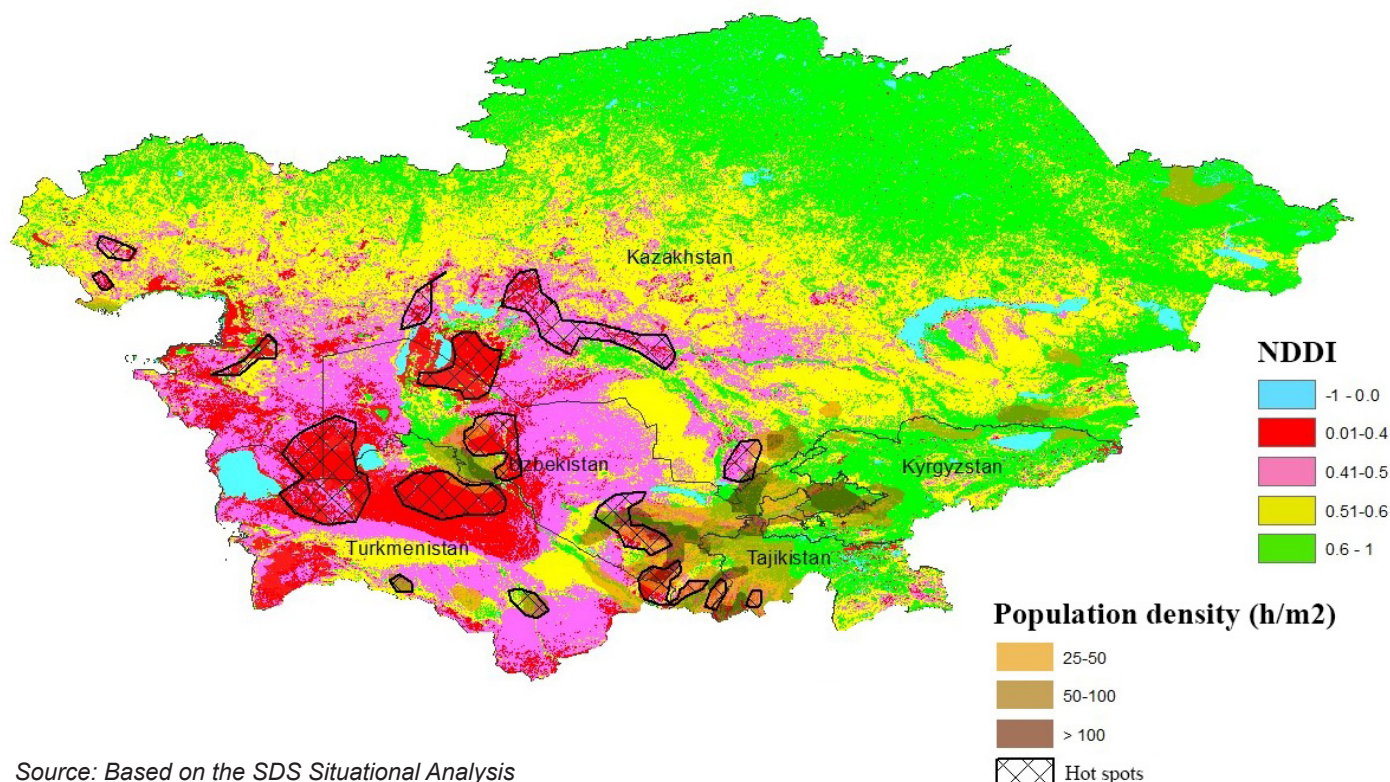 Kazakhstan
Uzbekistan
Kyrgyzstan
Turkmenistan
Tajikistan
NDDI
-1 - 0.0
0.01-0.4
0.41-0.5
0.51-0.6
0.6 - 1
Population density (h/m2)
25-50
50-100
> 100
Hot spots
Source: Based on the SDS Situational Analysis